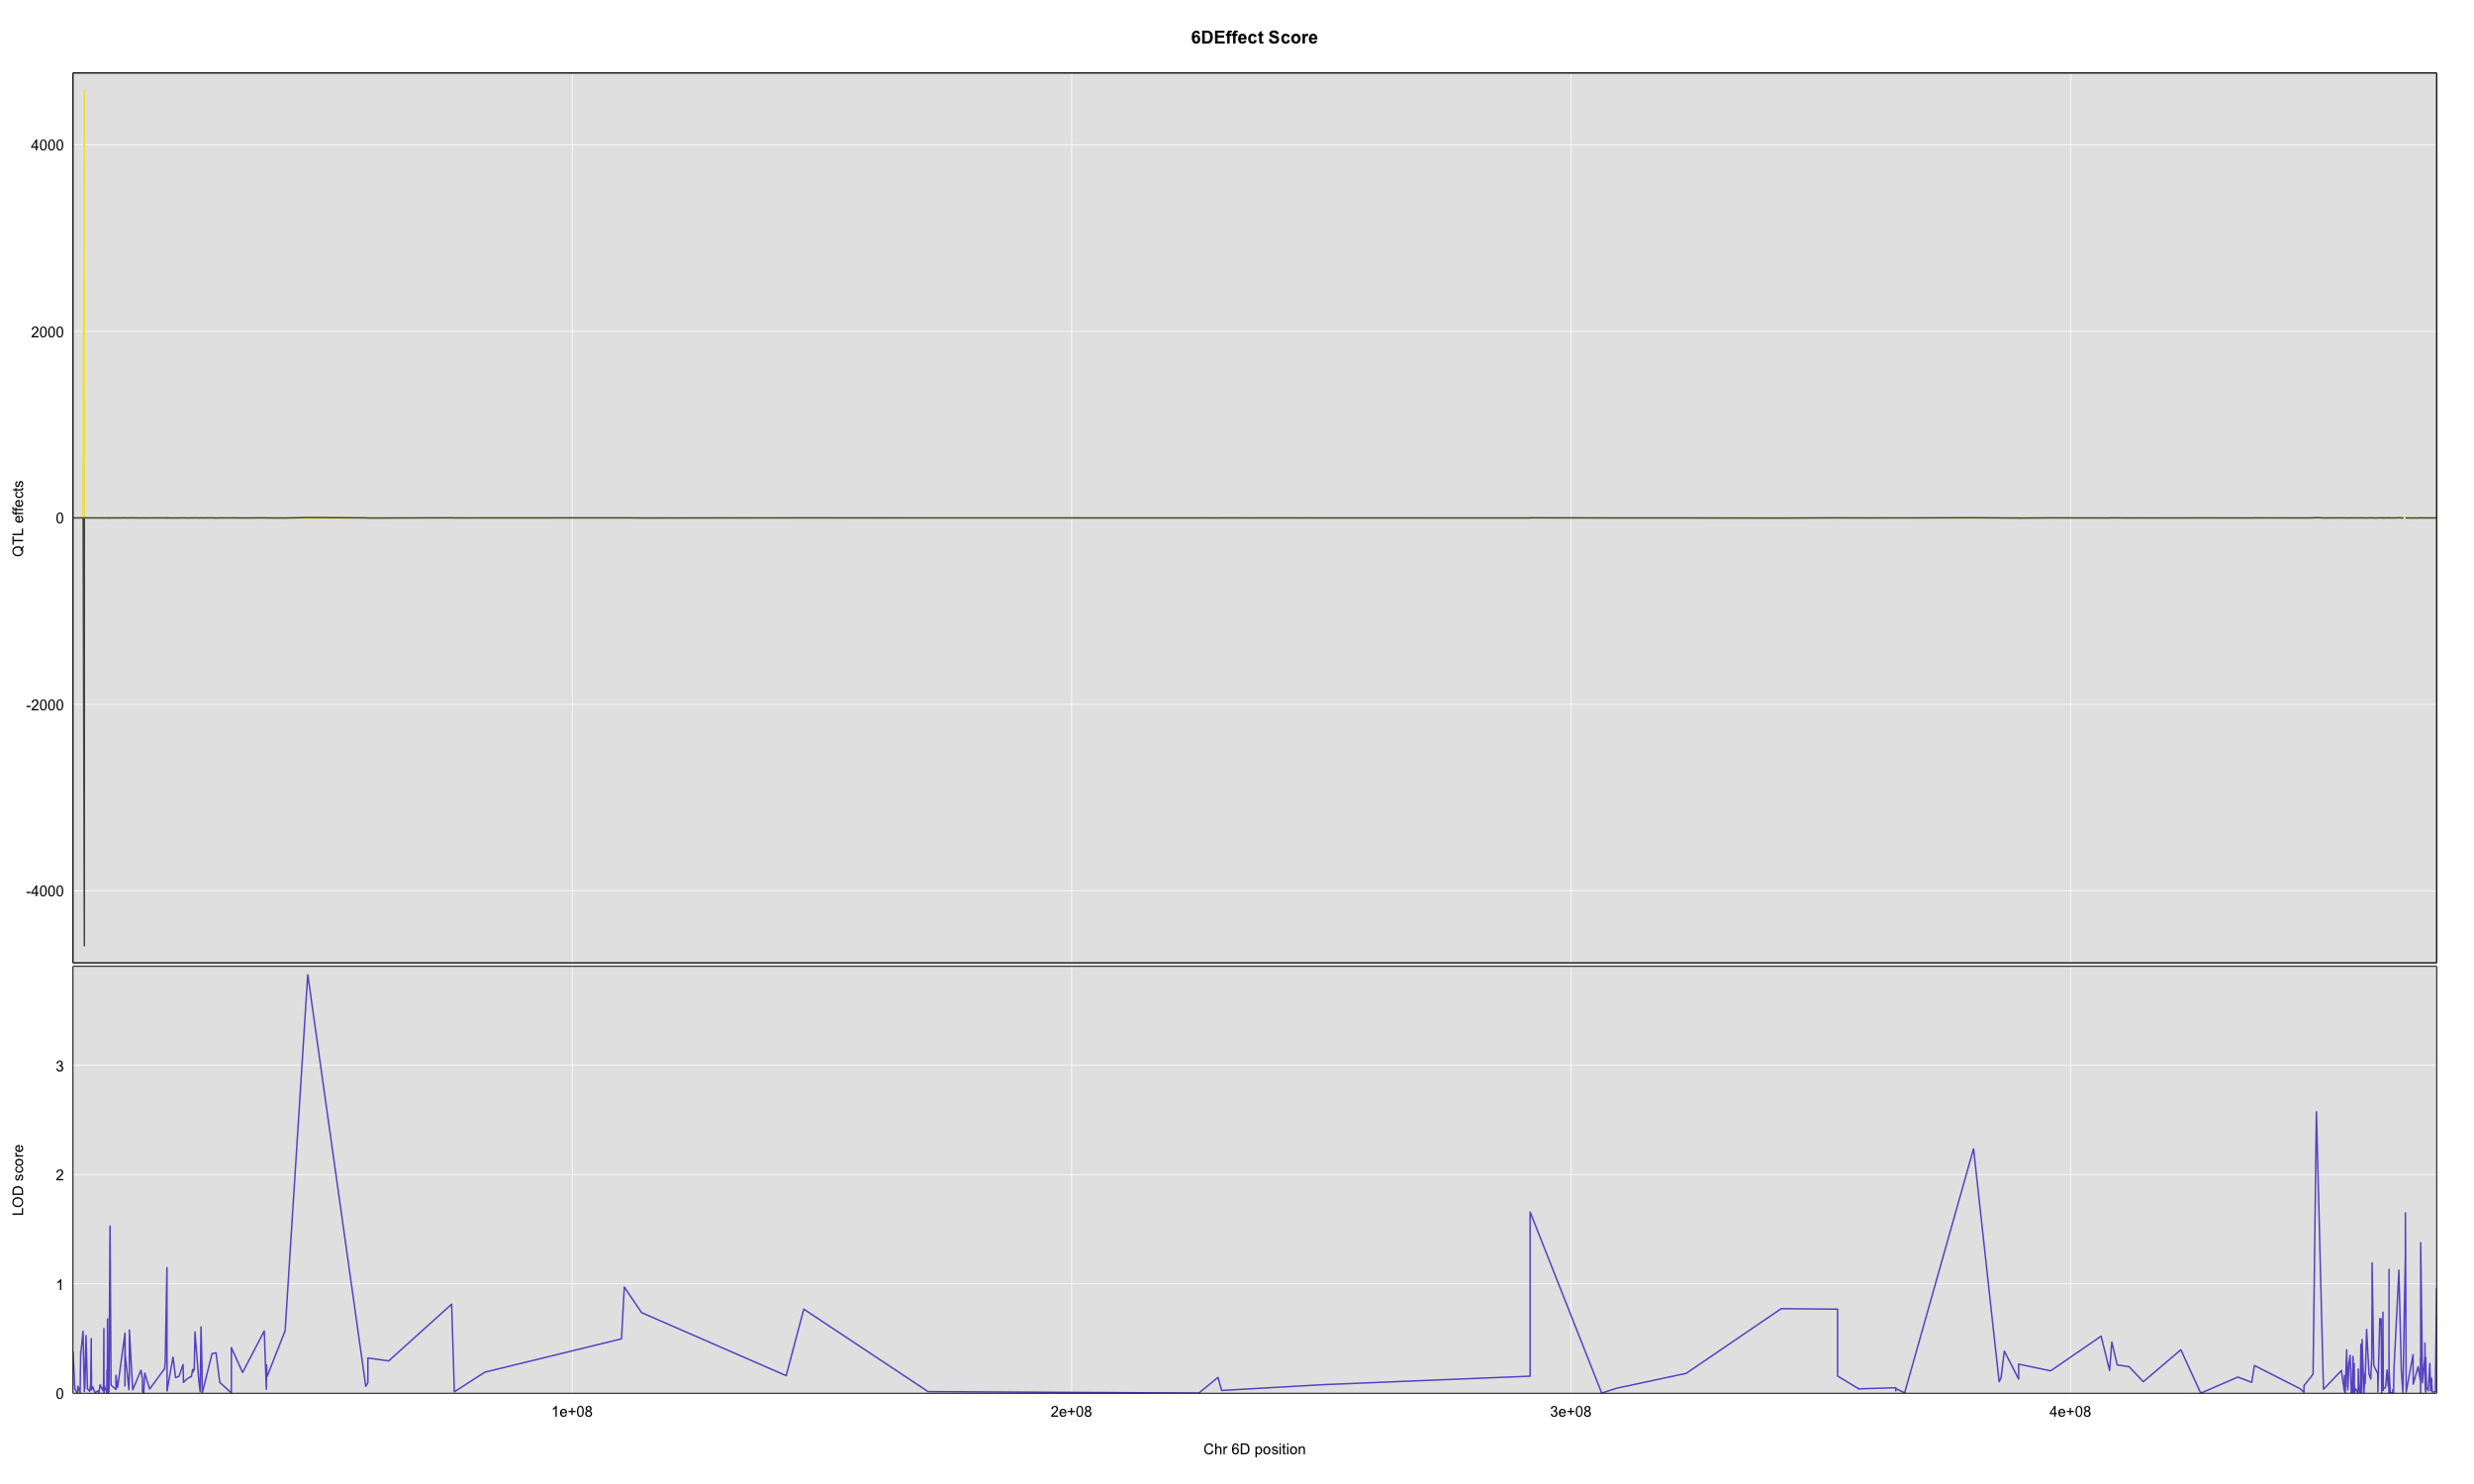 6DEffect Score
4000
2000
0
-2000
-4000
QTL effects
3
2
1
0
LOD score
1e+08 2e+08 3e+08 4e+08
Chr 6D position